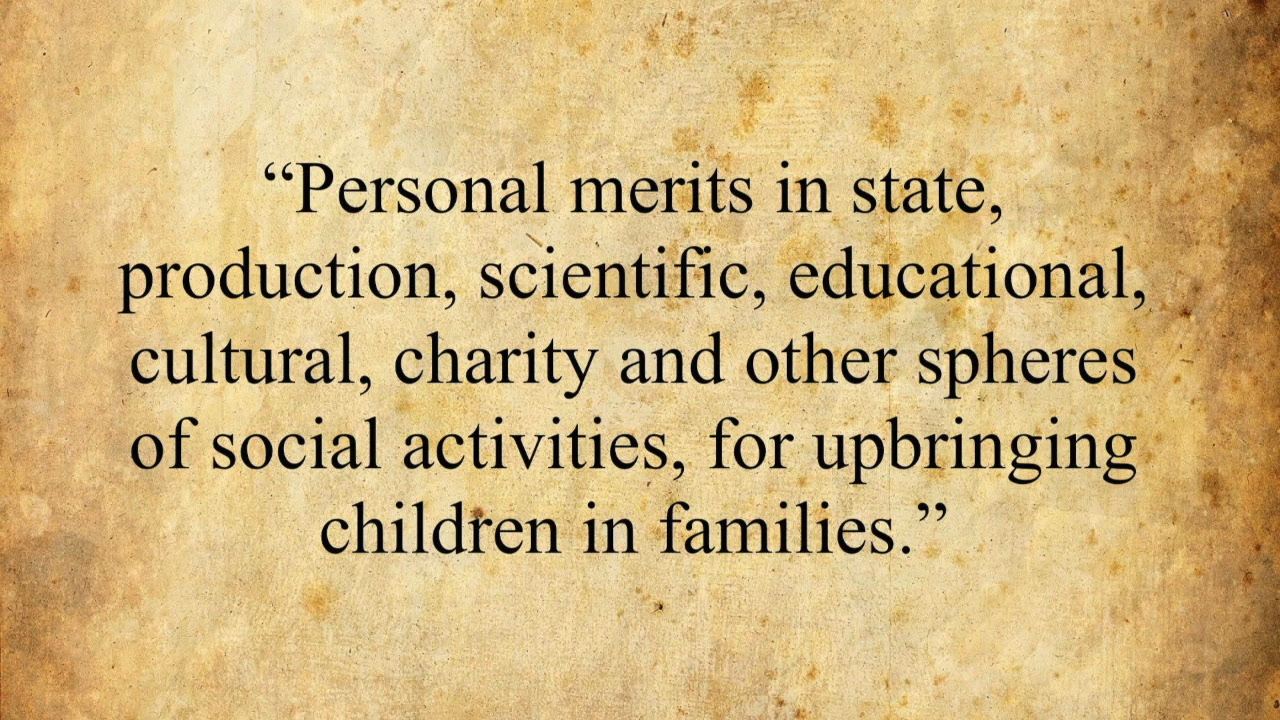 “Personal merits in state,
production, scientific, educational,
cultural, charity and other spheres
of social activities, for upbringing
children in families.”